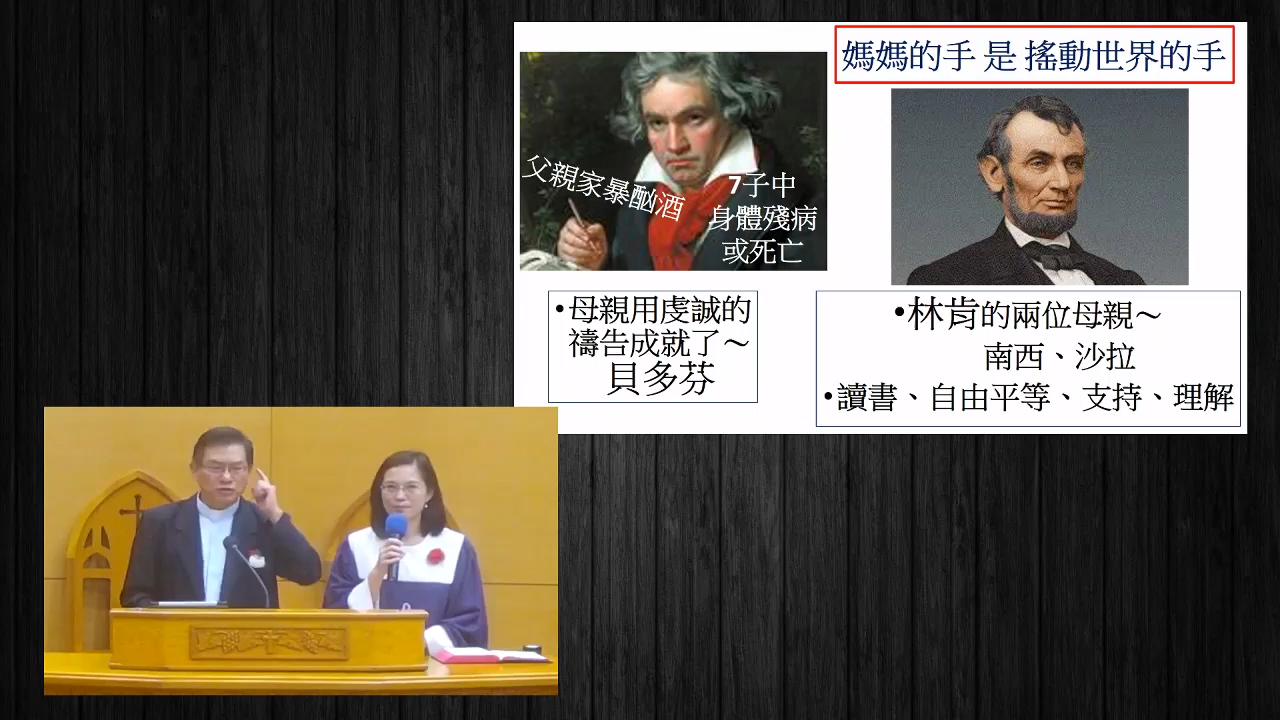 媽媽的手 是 搖動世界的手
父親家暴酗酒
7子中
身體殘病
或死亡
•母親用虔誠的
禱告成就了～
貝多芬
•林肯的兩位母親～
南西、沙拉
•讀書、自由平等、支持、理解